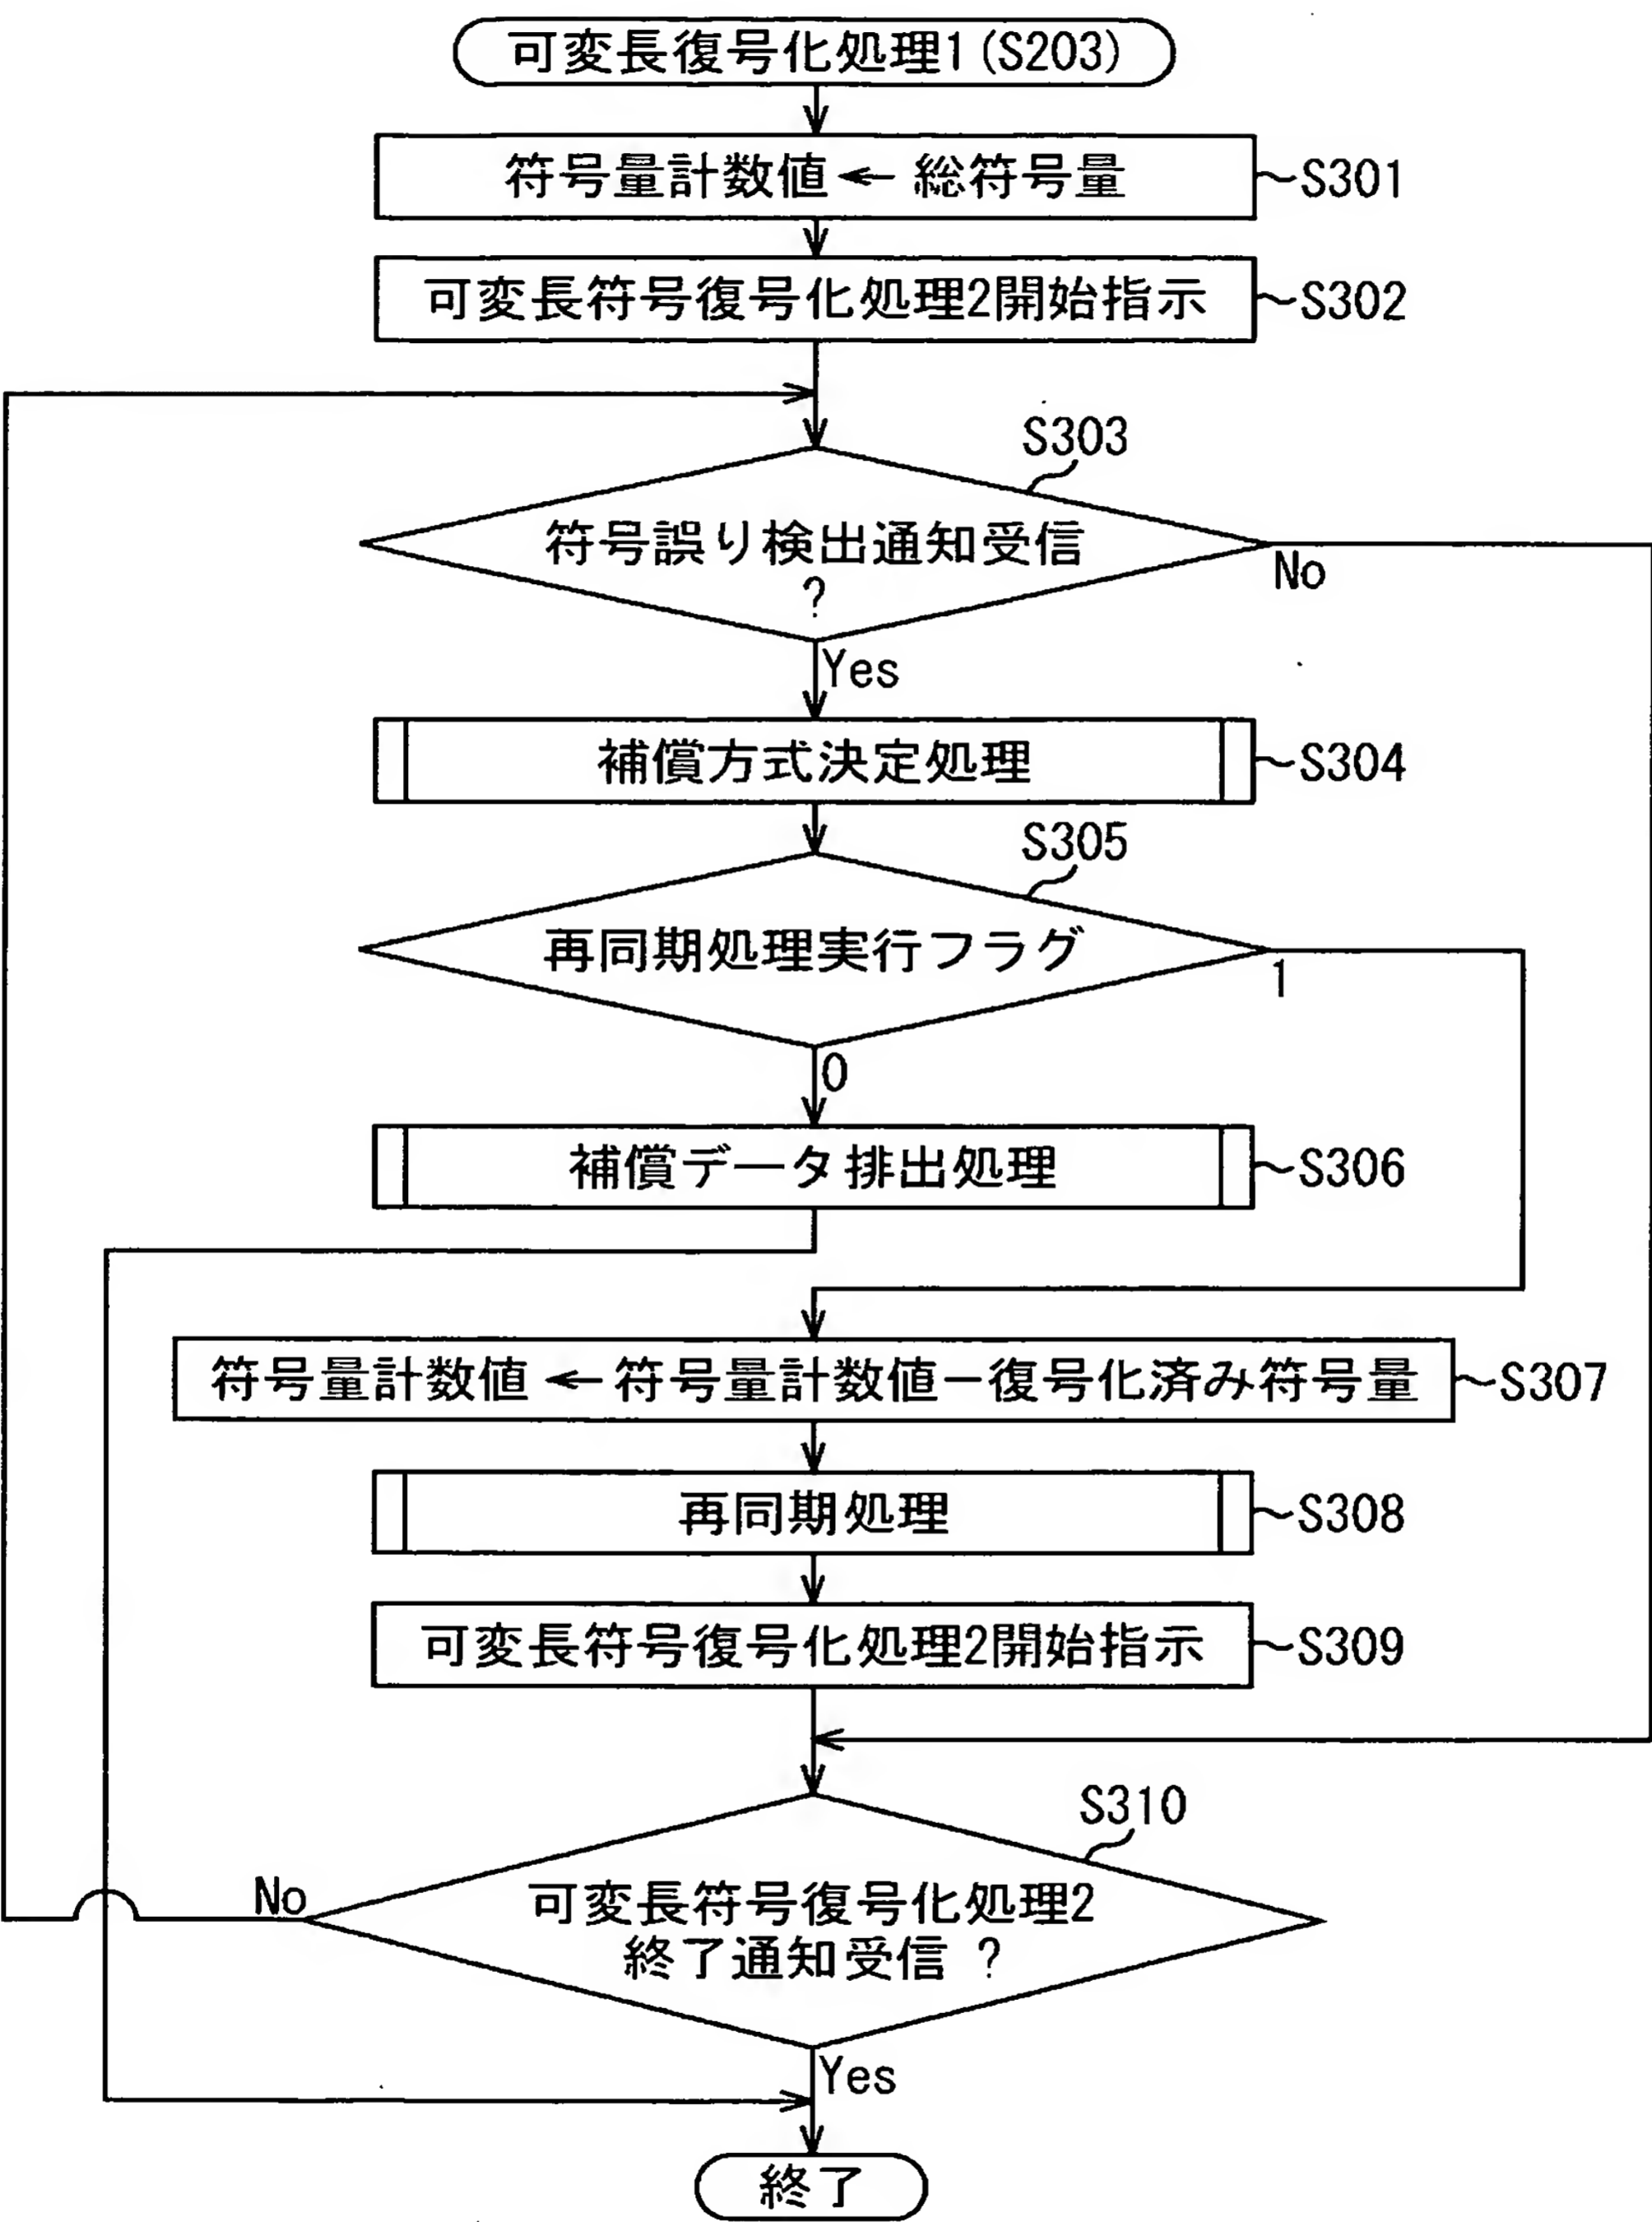 可変長復号化処理1(S203)
符号量計数値←総符号量
S301
可変長符号復号化処理2開始指示
S302
S303
符号誤り検出通知受信
?
No
Yes
補償方式決定処理
S304
S305
再同期処理実行フラグ
1
0
補償データ排出処理
S306
符号量計数値←符号量計数値−復号化済み符号量
S307
再同期処理
S308
可変長符号復号化処理2開始指示
S309
S310
No
可変長符号復号化処理2
終了通知受信 ?
Yes
終了